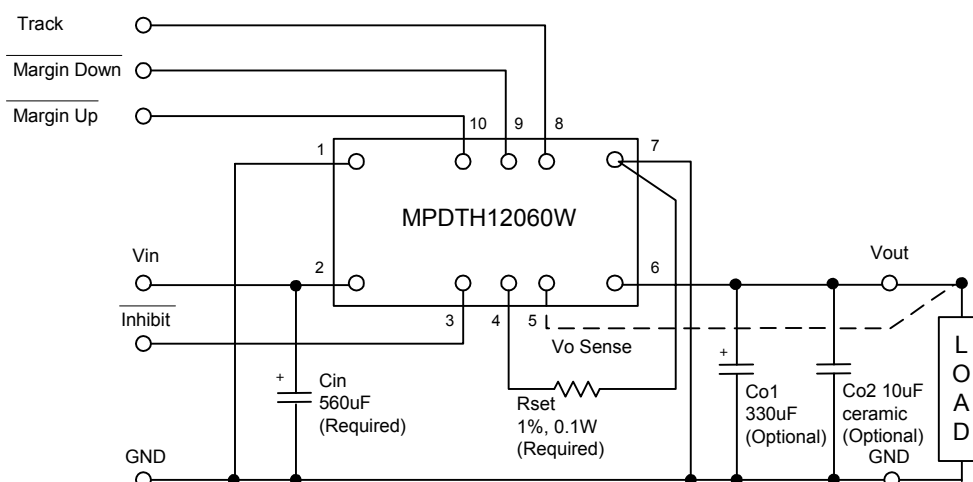 Track
Margin Down
Margin Up
10 9 8
1
7
MPDTH12060W
Vin
2
6
Vout
Inhibit
3 4 5
Vo Sense
+
Cin
560uF
(Required)
Rset
1%, 0.1W
(Required)
+
Co1
330uF
(Optional)
Co2 10uF
ceramic
(Optional)
L
O
A
D
GND
GND